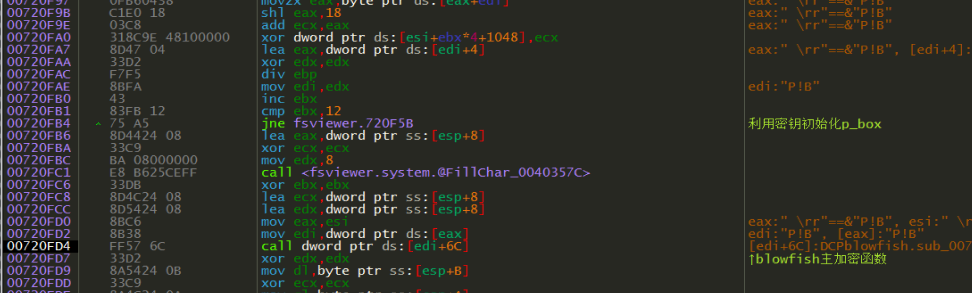 00720F97 0FB60438 movzx eax,byte ptr ds:[eax+edi]
00720F9B C1E0 18 shl eax,18 eax:" \rr"==&"P!B"
00720F9E 03C8 add ecx,eax eax:" \rr"==&"P!B"
00720FA0 318C9E 48100000 xor dword ptr ds:[esi+ebx*4+1048],ecx
00720FA7 8D47 04 lea eax,dword ptr ds:[edi+4] eax:" \rr"==&"P!B", [edi+4]:
00720FAA 33D2 xor edx,edx
00720FAC F7F5 div ebp
00720FAE 8BFA mov edi,edx edi:"P!B"
00720FB0 43 inc ebx
00720FB1 83FB 12 cmp ebx,12
00720FB4 ^ 75 A5 jne fsviewer.720F5B 利用密钥初始化p_box
00720FB6 8D4424 08 lea eax,dword ptr ss:[esp+8]
00720FBA 33C9 xor ecx,ecx
00720FBC BA 08000000 mov edx,8
00720FC1 E8 B625CEFF call <fsviewer.system.@FillChar_0040357C>
00720FC6 33DB xor ebx,ebx
00720FC8 8D4C24 08 lea ecx,dword ptr ss:[esp+8]
00720FCC 8D5424 08 lea edx,dword ptr ss:[esp+8]
00720FD0 8BC6 mov eax,esi eax:" \rr"==&"P!B", esi:" \r
00720FD2 8B38 mov edi,dword ptr ds:[eax] edi:"P!B", [eax]:"P!B"
00720FD4 FF57 6C call dword ptr ds:[edi+6C] [edi+6C]:DCPblowfish.sub_007
00720FD7 33D2 xor edx,edx ↑blowfish主加密函数
00720FD9 8A5424 0B mov dl,byte ptr ss:[esp+B]
00720FDD 33C9 xor ecx,ecx